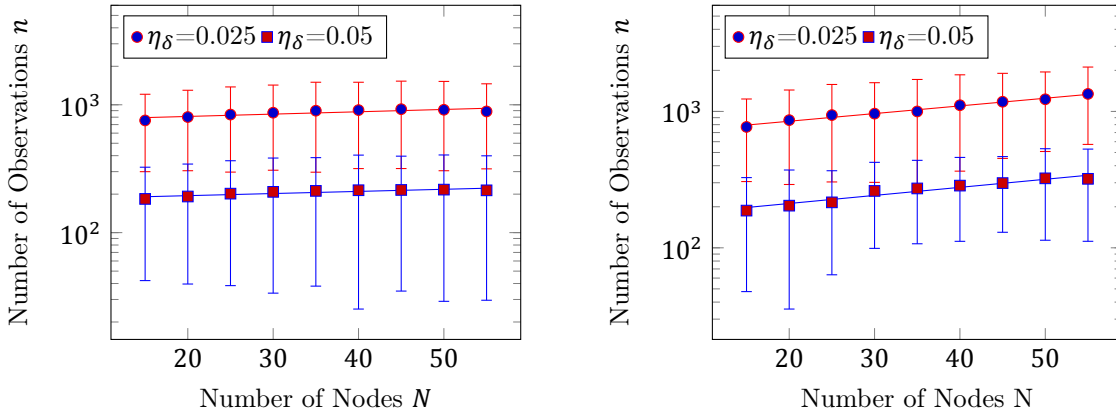 η_δ=0.025 η_δ=0.05
10^3
10^2
Number of Observations n
20 30 40 50
Number of Nodes N
η_δ=0.025 η_δ=0.05
10^3
10^2
Number of Observations n
20 30 40 50
Number of Nodes N